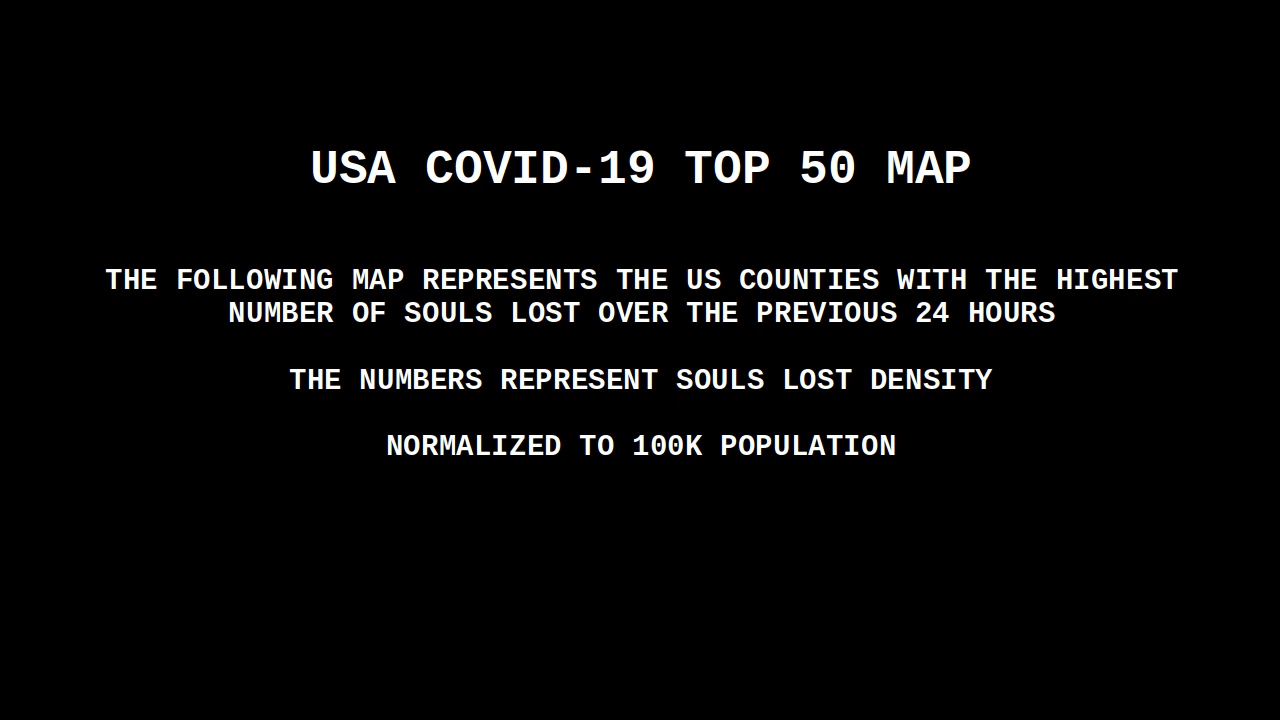 USA COVID-19 TOP 50 MAP
THE FOLLOWING MAP REPRESENTS THE US COUNTIES WITH THE HIGHEST
NUMBER OF SOULS LOST OVER THE PREVIOUS 24 HOURS
THE NUMBERS REPRESENT SOULS LOST DENSITY
NORMALIZED TO 100K POPULATION